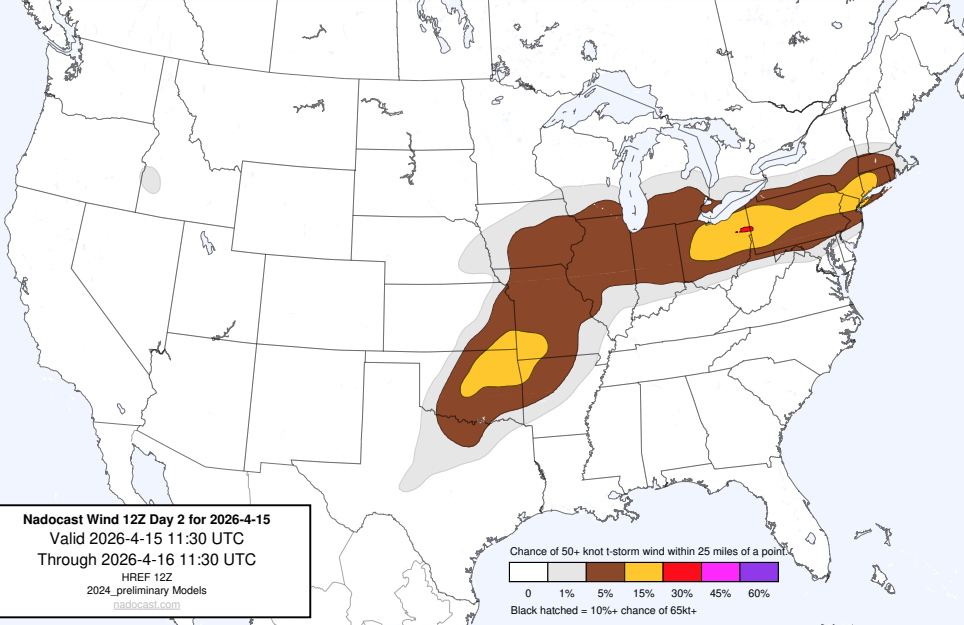 Nadocast Wind 12Z Day 2 for 2026-4-15
Valid 2026-4-15 11:30 UTC
Through 2026-4-16 11:30 UTC
HREF 12Z
2024_preliminary Models
nadocast.com
Chance of 50+ knot t-storm wind within 25 miles of a point.
0 1% 5% 15% 30% 45% 60%
Black hatched = 10%+ chance of 65kt+